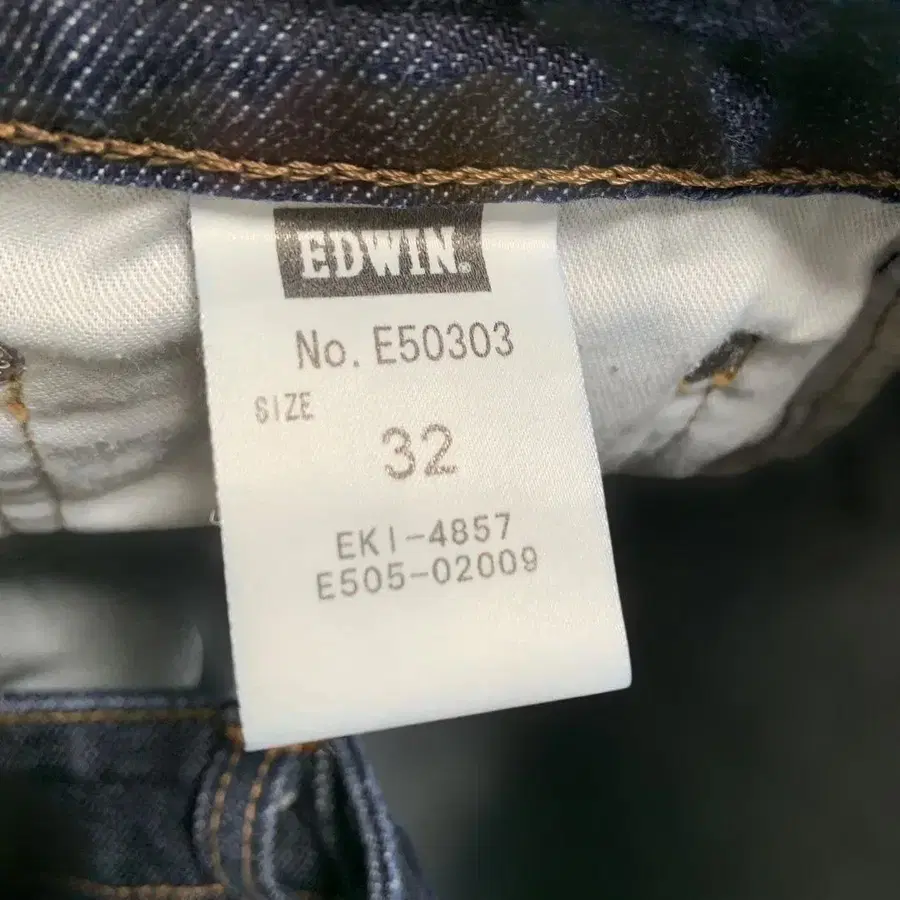 EDWIN.
No. E50303
SIZE
32
EKI-4857
E505-02009